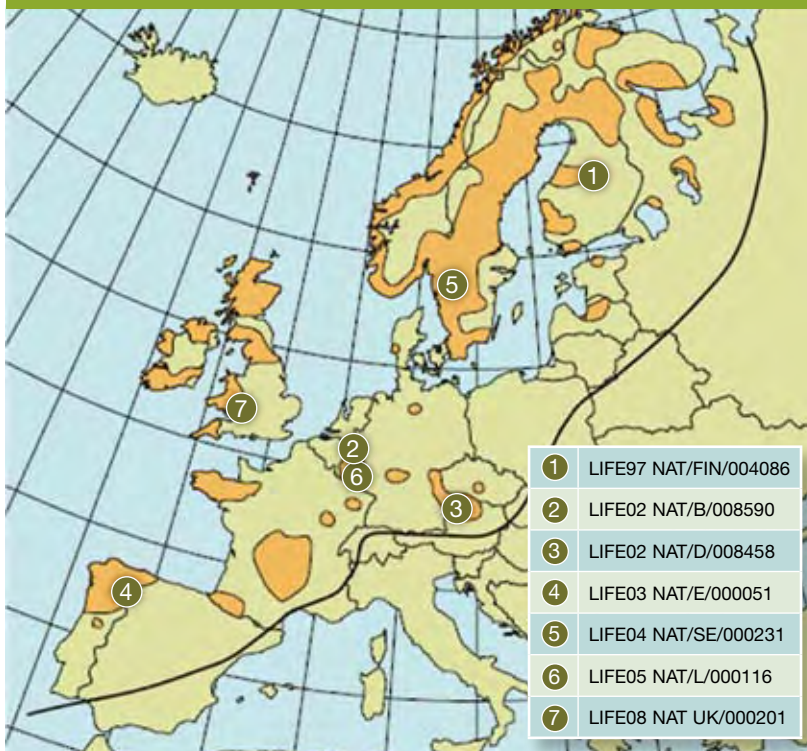 1
5
7
2
6
3
4
1 LIFE97 NAT/FIN/004086
2 LIFE02 NAT/B/008590
3 LIFE02 NAT/D/008458
4 LIFE03 NAT/E/000051
5 LIFE04 NAT/SE/000231
6 LIFE05 NAT/L/000116
7 LIFE08 NAT UK/000201